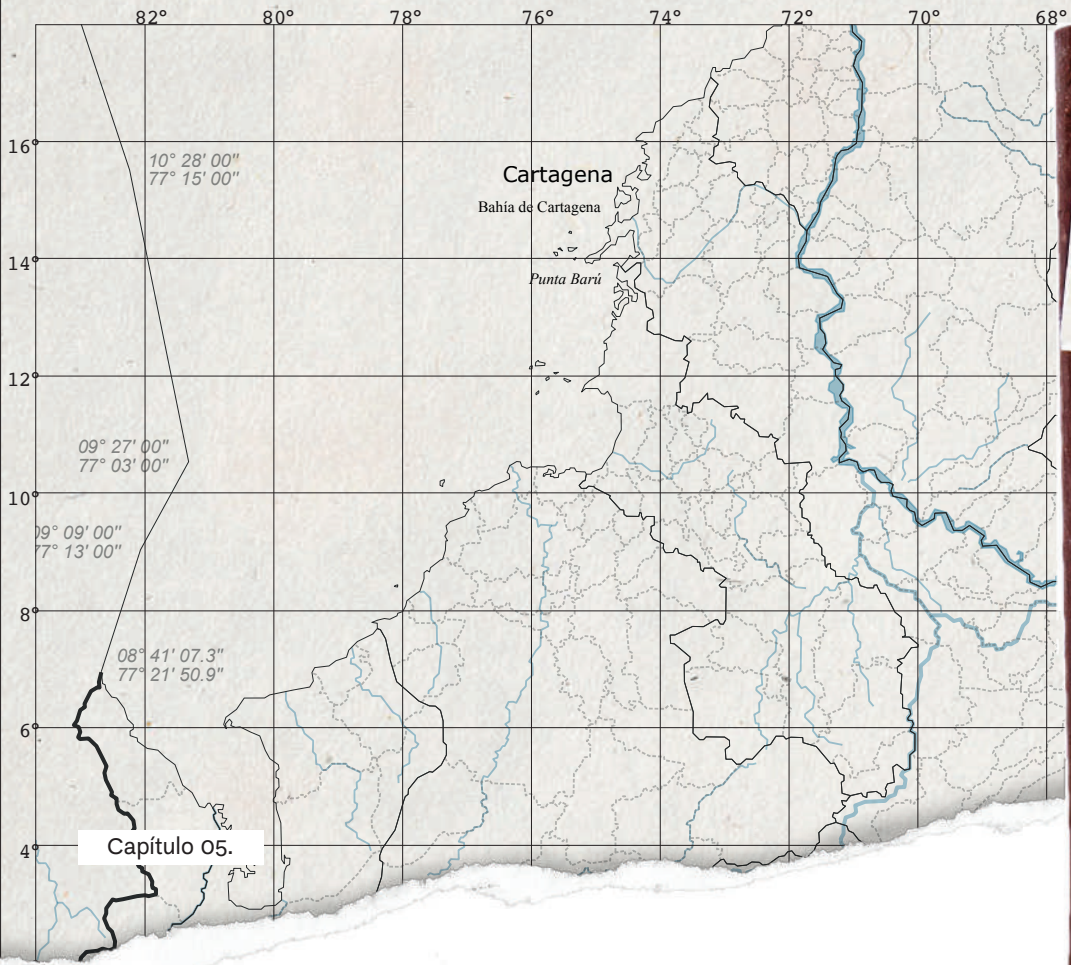 82° 80° 78° 76° 74° 72° 70° 68°
16°
10° 28' 00"
77° 15' 00"
Cartagena
Bahía de Cartagena
14°
Punta Barú
12°
09° 27' 00"
77° 03' 00"
10°
09° 09' 00"
77° 13' 00"
8°
08° 41' 07.3"
77° 21' 50.9"
6°
4°
Capítulo 05.